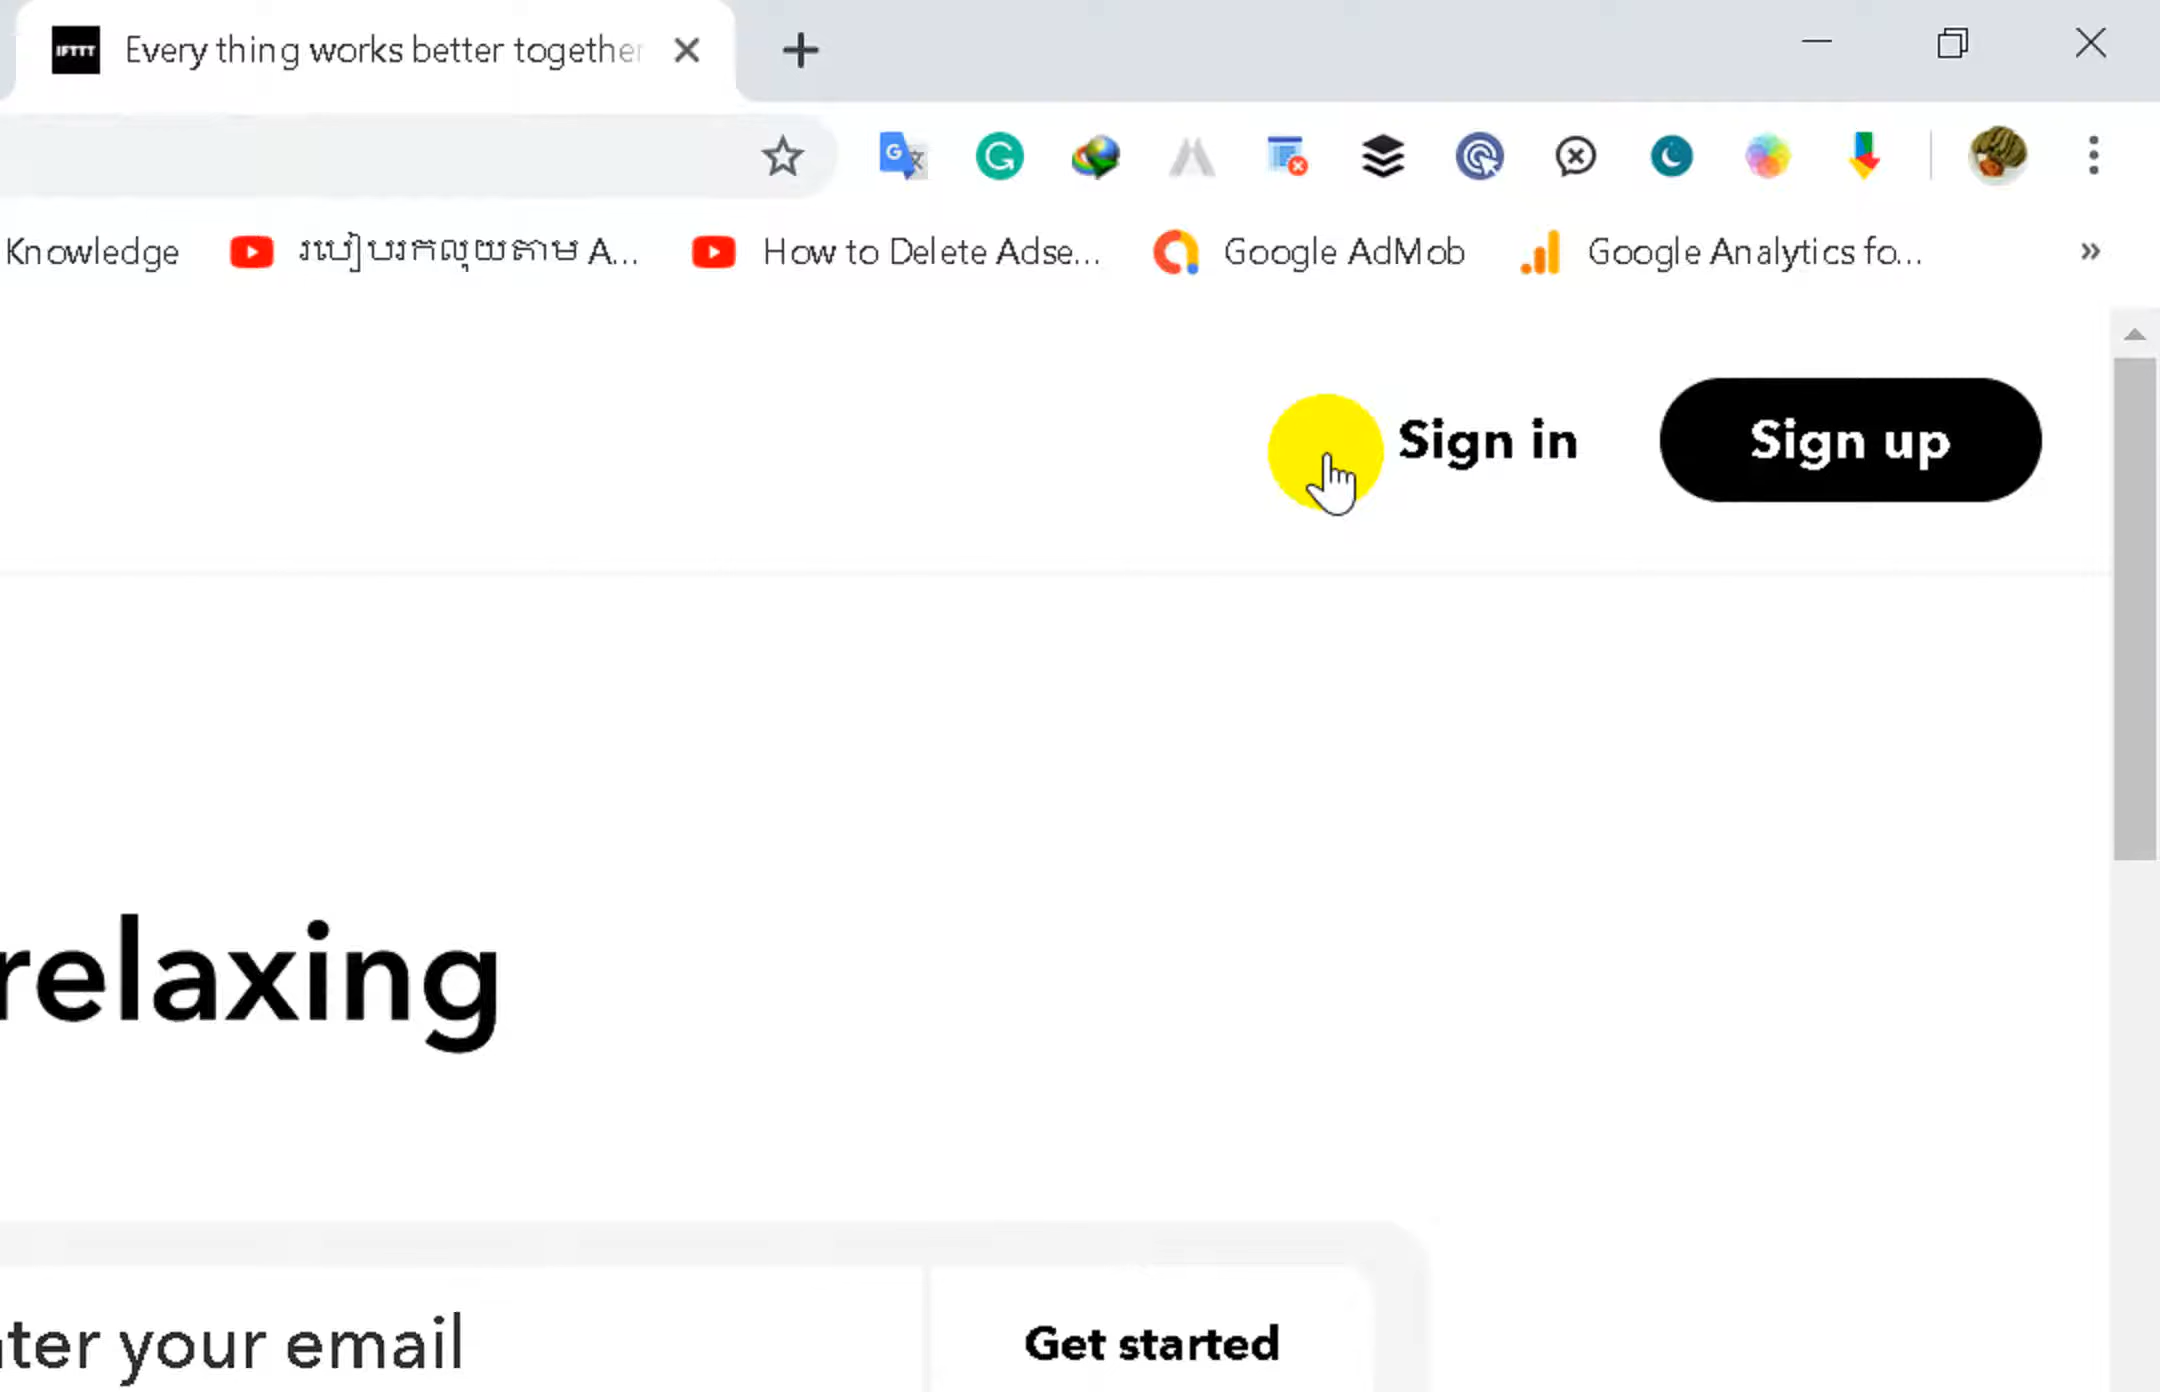 IFTTT Every thing works better together
Knowledge របៀបរកលុយតាម A... How to Delete Adse... Google AdMob Google Analytics fo... »
Sign in Sign up
relaxing
ter your email Get started